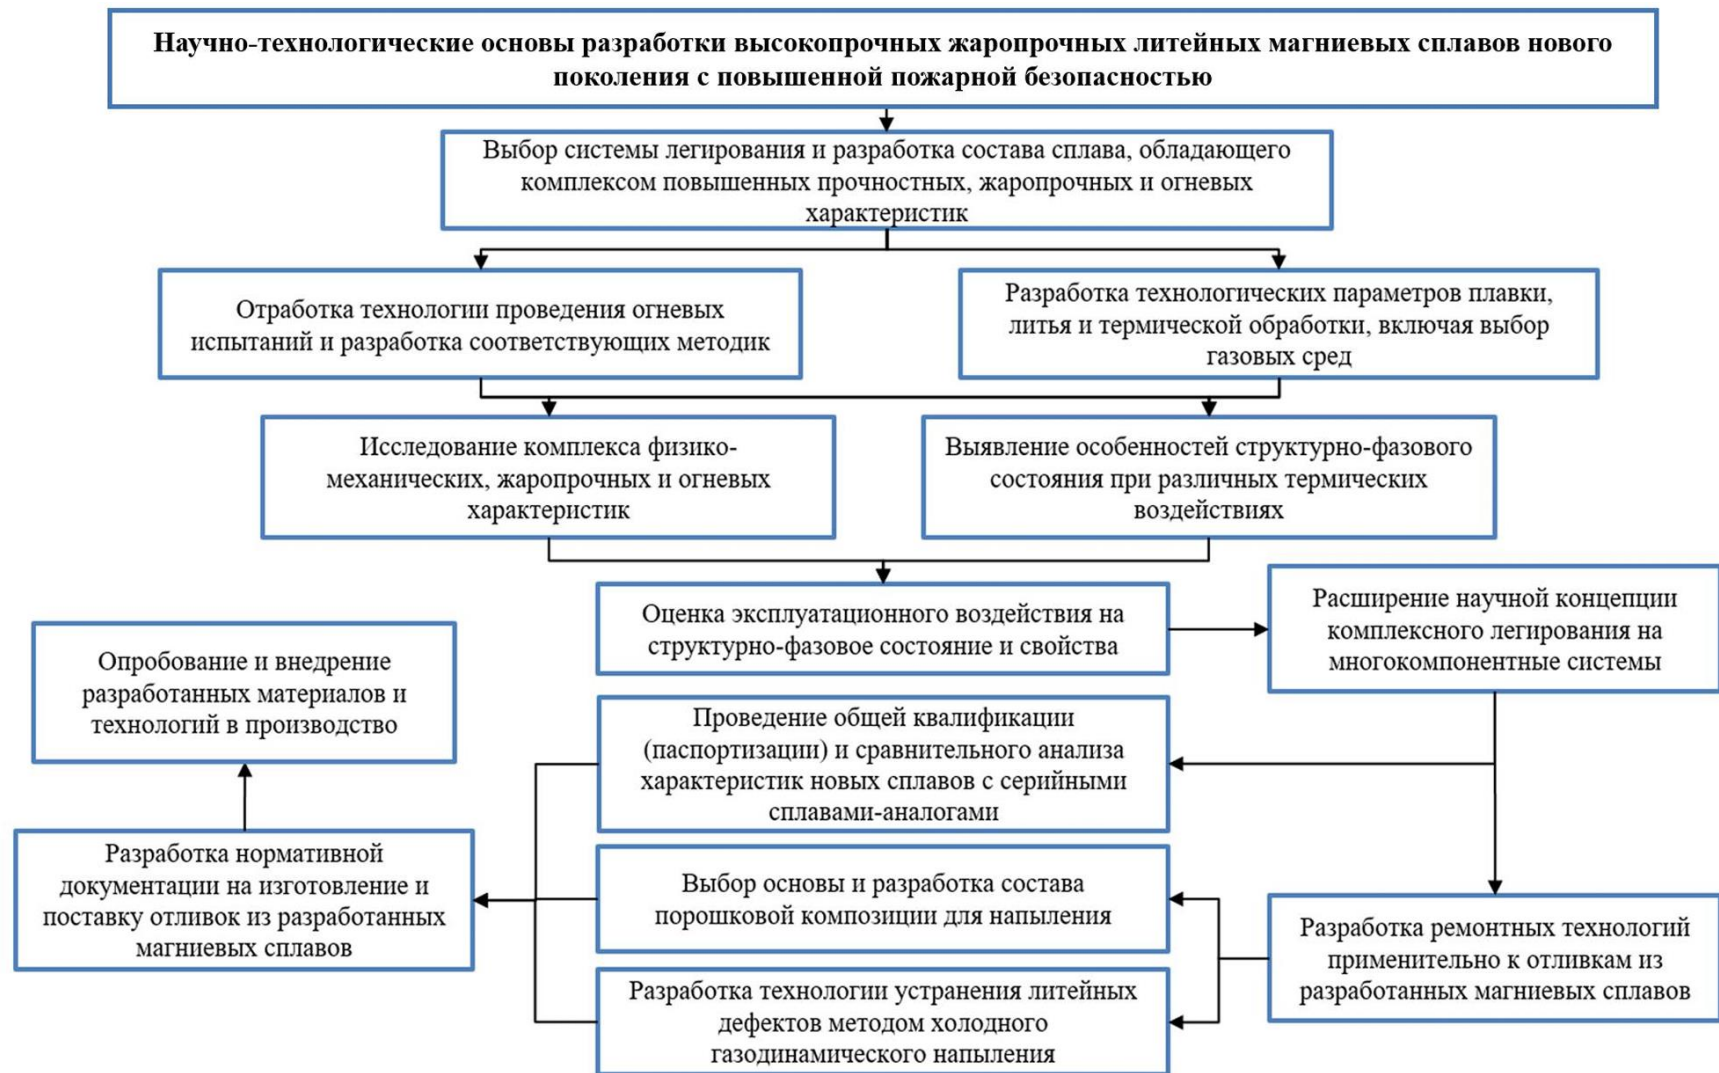 Научно-технологические основы разработки высокопрочных жаропрочных литейных магниевых сплавов нового
поколения с повышенной пожарной безопасностью
Выбор системы легирования и разработка состава сплава, обладающего
комплексом повышенных прочностных, жаропрочных и огневых
характеристик
Отработка технологии проведения огневых
испытаний и разработка соответствующих методик
Разработка технологических параметров плавки,
литья и термической обработки, включая выбор
газовых сред
Исследование комплекса физико-
механических, жаропрочных и огневых
характеристик
Выявление особенностей структурно-фазового
состояния при различных термических
воздействиях
Оценка эксплуатационного воздействия на
структурно-фазовое состояние и свойства
Расширение научной концепции
комплексного легирования на
многокомпонентные системы
Опробование и внедрение
разработанных материалов и
технологий в производство
Проведение общей квалификации
(паспортизации) и сравнительного анализа
характеристик новых сплавов с серийными
сплавами-аналогами
Разработка нормативной
документации на изготовление и
поставку отливок из разработанных
магниевых сплавов
Выбор основы и разработка состава
порошковой композиции для напыления
Разработка ремонтных технологий
применительно к отливкам из
разработанных магниевых сплавов
Разработка технологии устранения литейных
дефектов методом холодного
газодинамического напыления